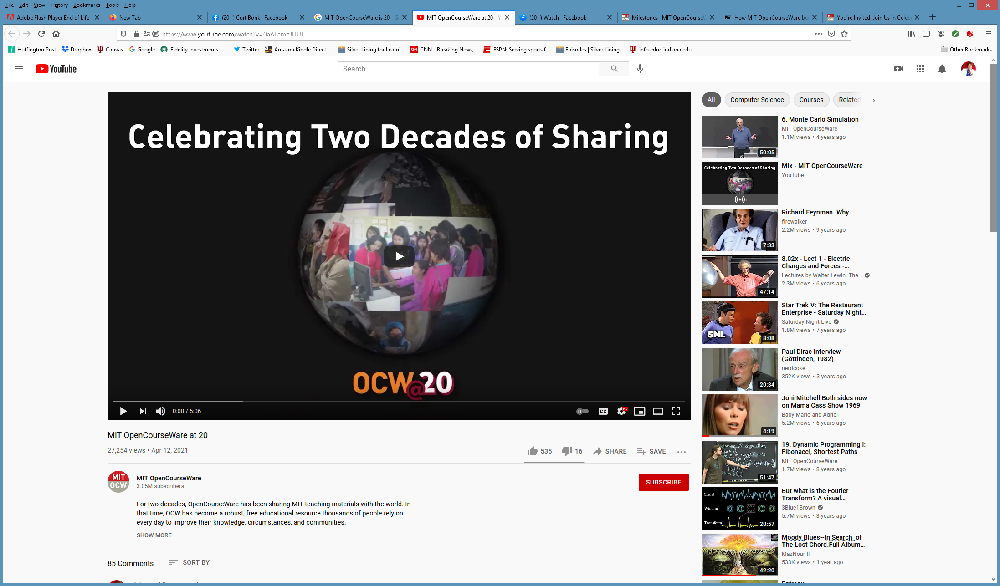 File Edit View History Bookmarks Tools Help
Adobe Flash Player End of Life
New Tab
(20+) Curt Bonk | Facebook
MIT OpenCourseWare is 20 - G
MIT OpenCourseWare at 20 - Y
(20+) Watch | Facebook
Milestones | MIT OpenCourseW
How MIT OpenCourseWare be
You're Invited! Join Us in Celeb
https://www.youtube.com/watch?v=0aAEamhJHUI
Huffington Post Dropbox Canvas Google Fidelity Investments - ... Twitter Amazon Kindle Direct ... Silver Lining for Learni... CNN - Breaking News,... ESPN: Serving sports f... Episodes | Silver Lining... info.educ.indiana.edu... Other Bookmarks
YouTube
Search
Celebrating Two Decades of Sharing
OCW@20
0:00 / 5:06
CC
HD
MIT OpenCourseWare at 20
27,254 views • Apr 12, 2021
535 16 SHARE SAVE
MIT OCW
MIT OpenCourseWare
3.05M subscribers
SUBSCRIBE
For two decades, OpenCourseWare has been sharing MIT teaching materials with the world. In
that time, OCW has become a robust, free educational resource thousands of people rely on
every day to improve their knowledge, circumstances, and communities.
SHOW MORE
85 Comments SORT BY
All Computer Science Courses Related
6. Monte Carlo Simulation
MIT OpenCourseWare
1.1M views • 4 years ago
50:05
Mix - MIT OpenCourseWare
YouTube
Celebrating Two Decades of Sharing
Richard Feynman. Why.
firewalker
2.2M views • 9 years ago
7:33
8.02x - Lect 1 - Electric
Charges and Forces -...
Lectures by Walter Lewin. The...
2.3M views • 6 years ago
47:14
Star Trek V: The Restaurant
Enterprise - Saturday Night...
Saturday Night Live
1.8M views • 7 years ago
SNL
8:08
Paul Dirac Interview
(Göttingen, 1982)
nerdcoke
352K views • 3 years ago
20:34
Joni Mitchell Both sides now
on Mama Cass Show 1969
Baby Mario and Adriel
5.2M views • 6 years ago
4:19
19. Dynamic Programming I:
Fibonacci, Shortest Paths
MIT OpenCourseWare
1.7M views • 8 years ago
51:47
But what is the Fourier
Transform? A visual...
3Blue1Brown
5.7M views • 3 years ago
Signal
Winding
Transform
20:57
Moody Blues--In Search of
The Lost Chord.Full Album...
MazNour II
533K views • 1 year ago
42:20